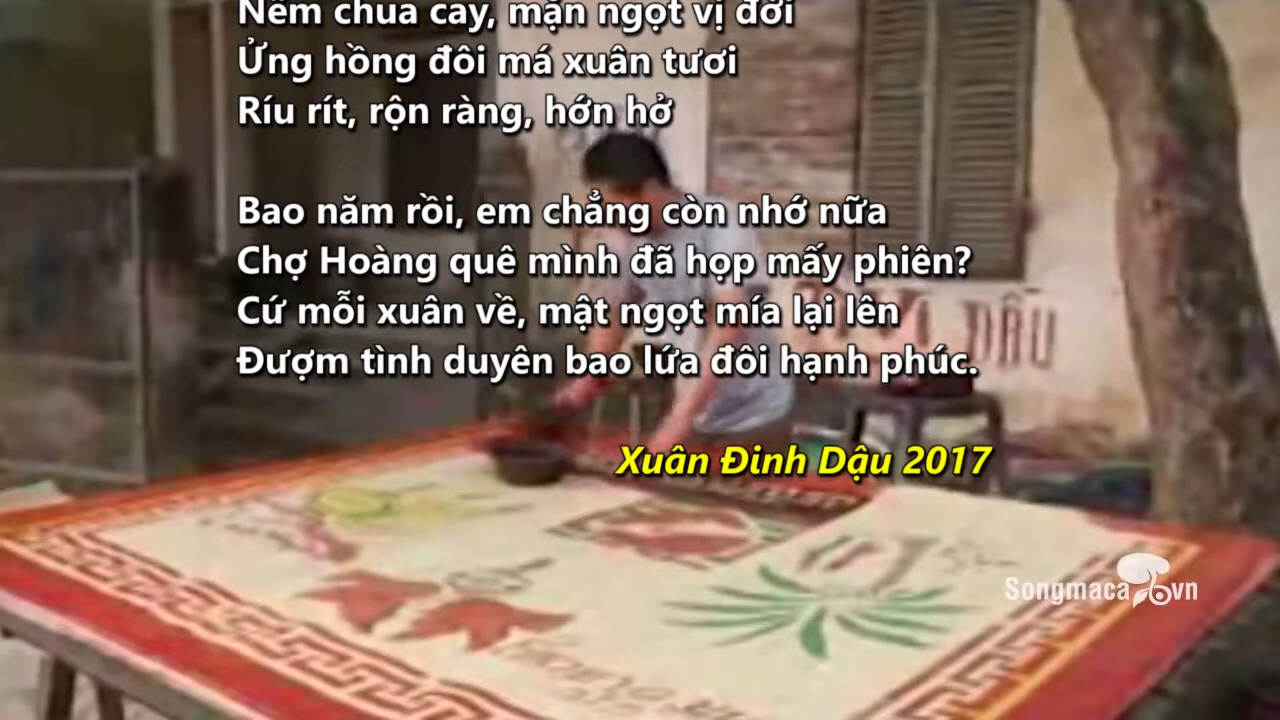 Nếm chua cay, mặn ngọt vị đời
Ửng hồng đôi má xuân tươi
Ríu rít, rộn ràng, hớn hở
Bao năm rồi, em chẳng còn nhớ nữa
Chợ Hoàng quê mình đã họp mấy phiên?
Cứ mỗi xuân về, mật ngọt mía lại lên
Đượm tình duyên bao lứa đôi hạnh phúc.
DẦU
Xuân Đinh Dậu 2017
Songmaca.vn